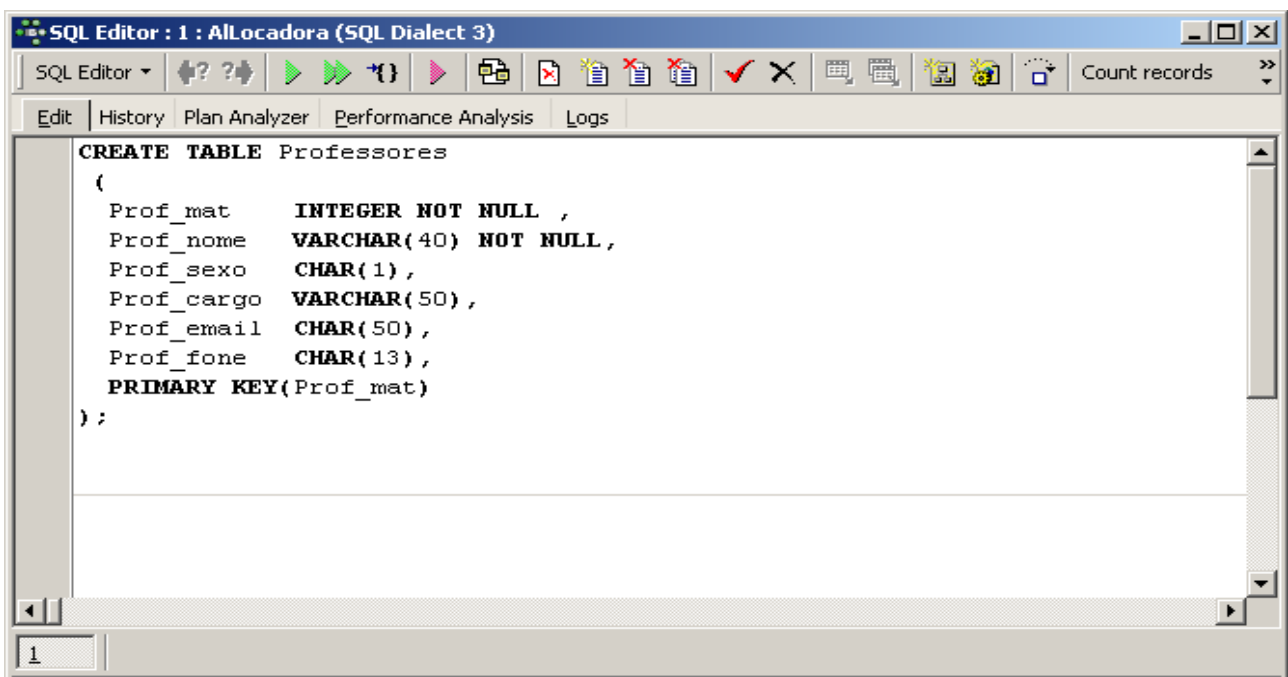 SQL Editor : 1 : AlLocadora (SQL Dialect 3)
SQL Editor Count records
Edit History Plan Analyzer Performance Analysis Logs
CREATE TABLE Professores
(
Prof_mat INTEGER NOT NULL ,
Prof_nome VARCHAR(40) NOT NULL,
Prof_sexo CHAR(1),
Prof_cargo VARCHAR(50),
Prof_email CHAR(50),
Prof_fone CHAR(13),
PRIMARY KEY(Prof_mat)
);
1